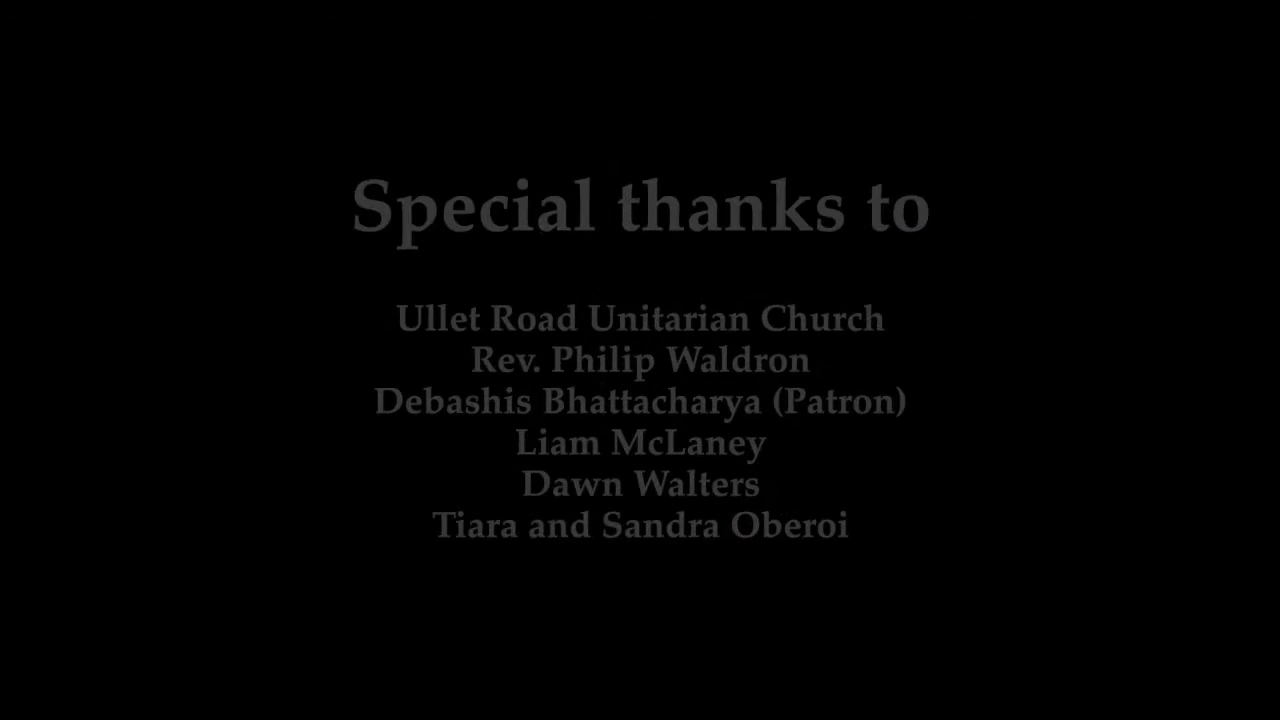 Special thanks to
Ullet Road Unitarian Church
Rev. Philip Waldron
Debashis Bhattacharya (Patron)
Liam McLaney
Dawn Walters
Tiara and Sandra Oberoi